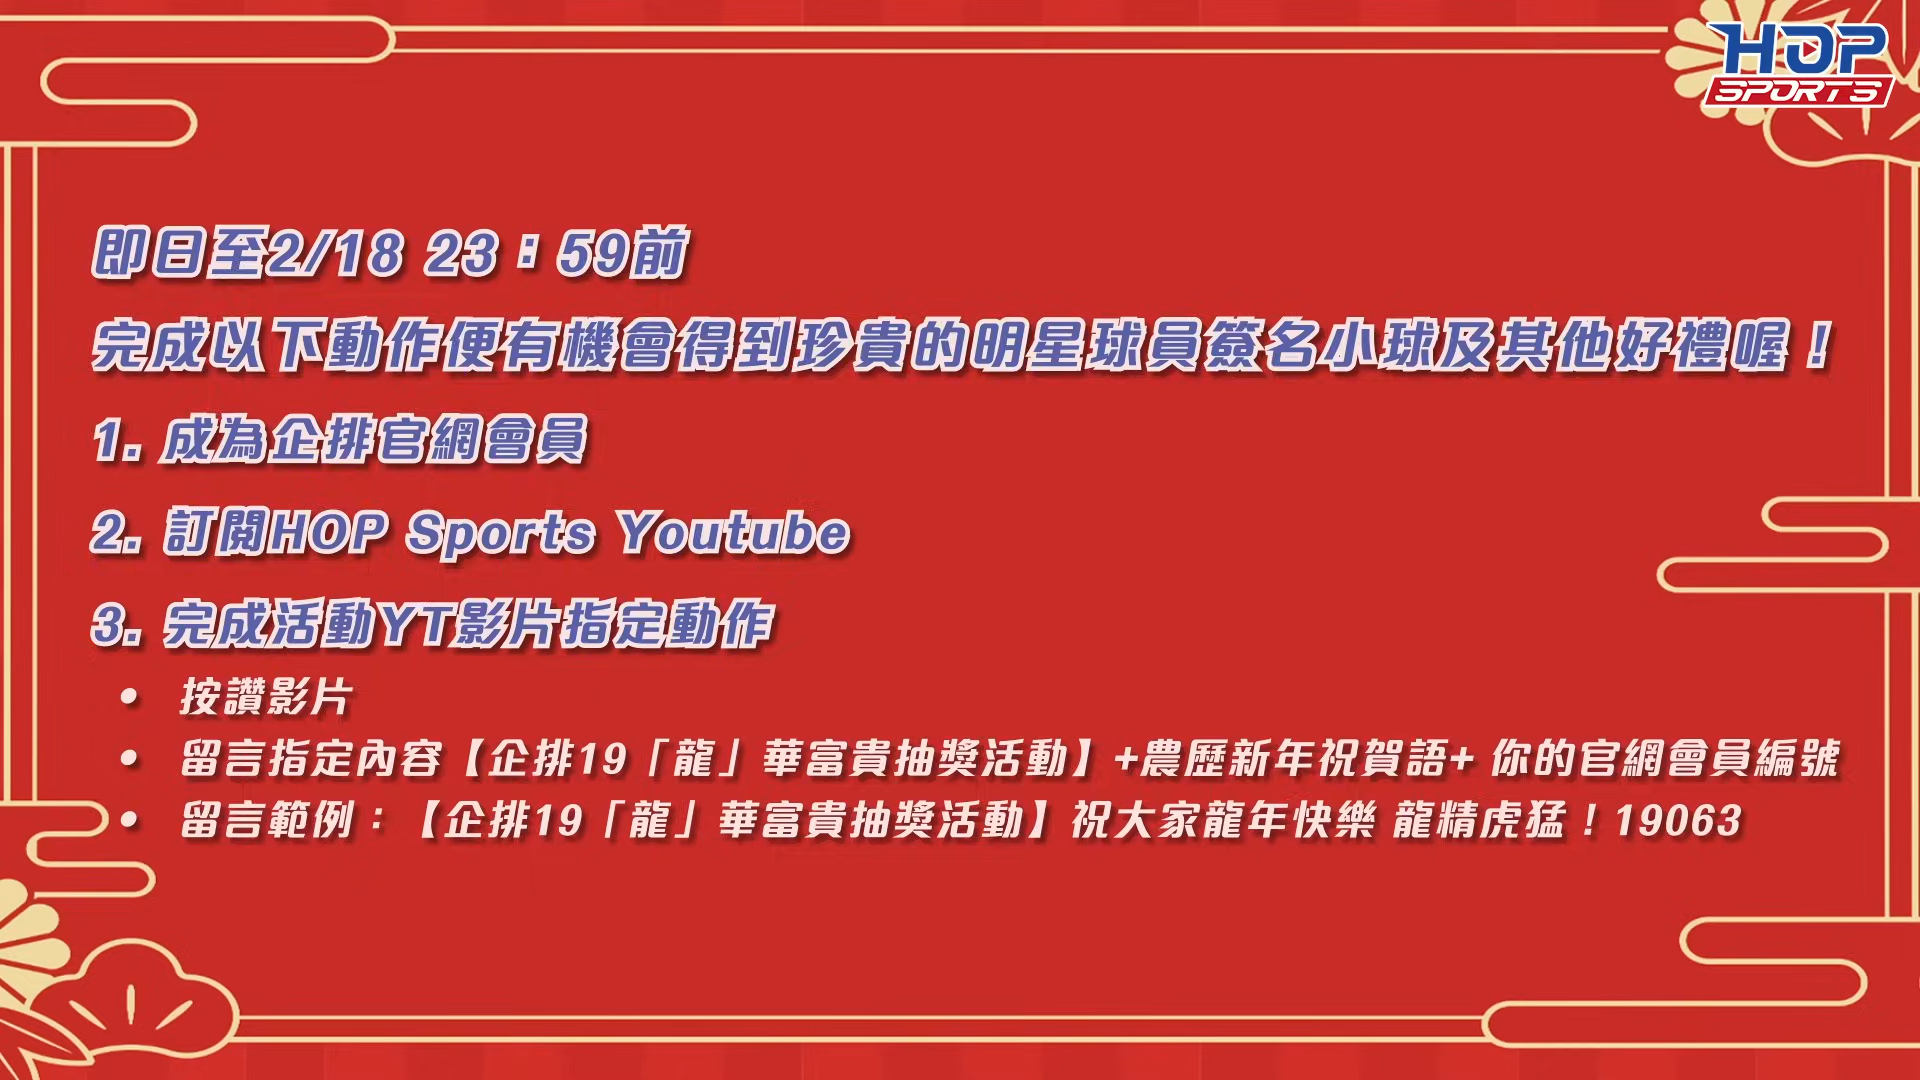 HOP
SPORTS
即日至2/18 23：59前
完成以下動作便有機會得到珍貴的明星球員簽名小球及其他好禮喔！
1. 成為企排官網會員
2. 訂閱HOP Sports Youtube
3. 完成活動YT影片指定動作
• 按讚影片
• 留言指定內容【企排19「龍」華富貴抽獎活動】+農歷新年祝賀語+ 你的官網會員編號
• 留言範例：【企排19「龍」華富貴抽獎活動】祝大家龍年快樂 龍精虎猛！19063